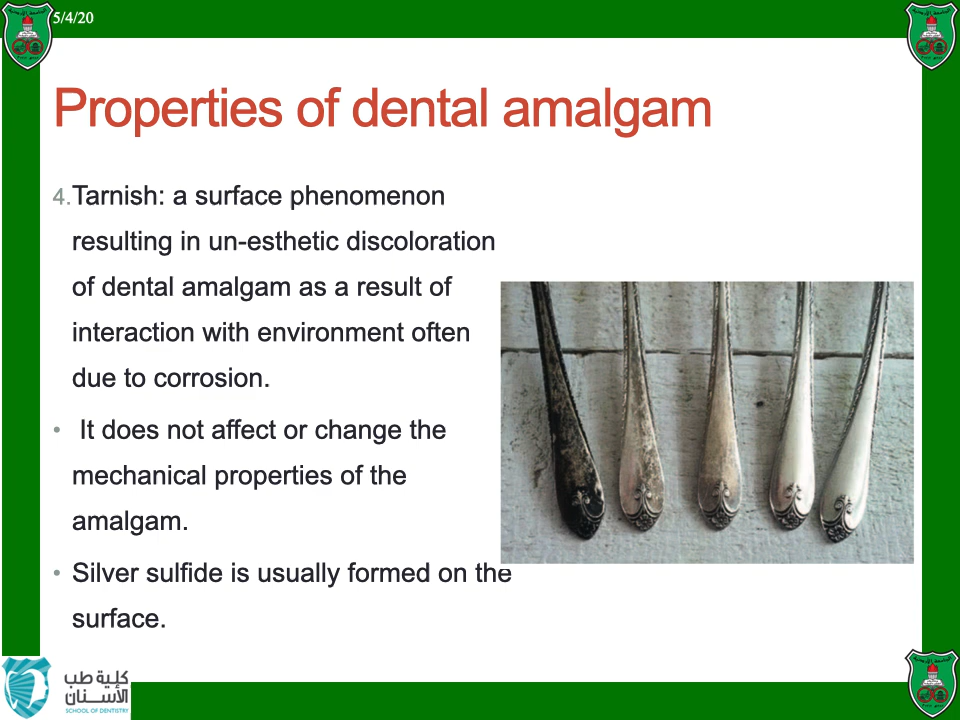 5/4/20
Properties of dental amalgam
4. Tarnish: a surface phenomenon
resulting in un-esthetic discoloration
of dental amalgam as a result of
interaction with environment often
due to corrosion.
• It does not affect or change the
mechanical properties of the
amalgam.
• Silver sulfide is usually formed on the
surface.
كلية طب
الأسنان
SCHOOL OF DENTISTRY